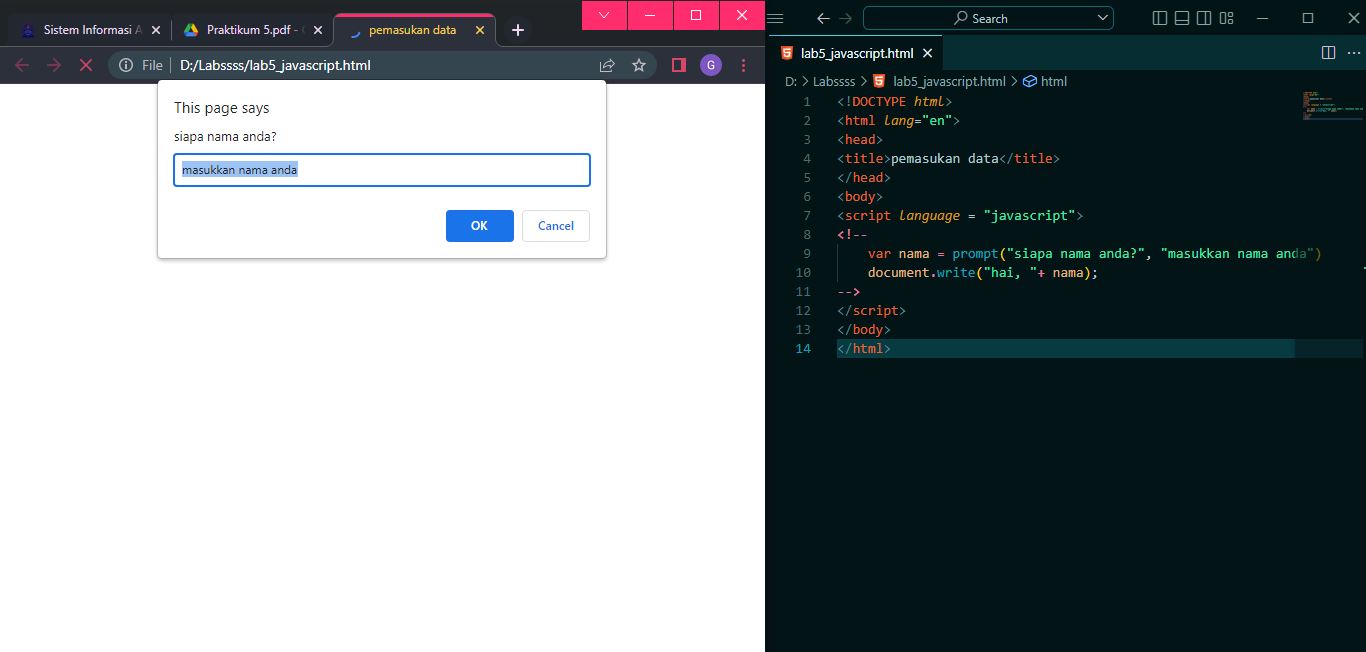 Sistem Informasi A
Praktikum 5.pdf -
pemasukan data
File
D:/Labssss/lab5_javascript.html
G
This page says
siapa nama anda?
masukkan nama anda
OK
Cancel
Search
lab5_javascript.html
D: > Labssss > lab5_javascript.html > html
1 <!DOCTYPE html>
2 <html lang="en">
3 <head>
4 <title>pemasukan data</title>
5 </head>
6 <body>
7 <script language = "javascript">
8 <!--
9 var nama = prompt("siapa nama anda?", "masukkan nama anda")
10 document.write("hai, "+ nama);
11 -->
12 </script>
13 </body>
14 </html>